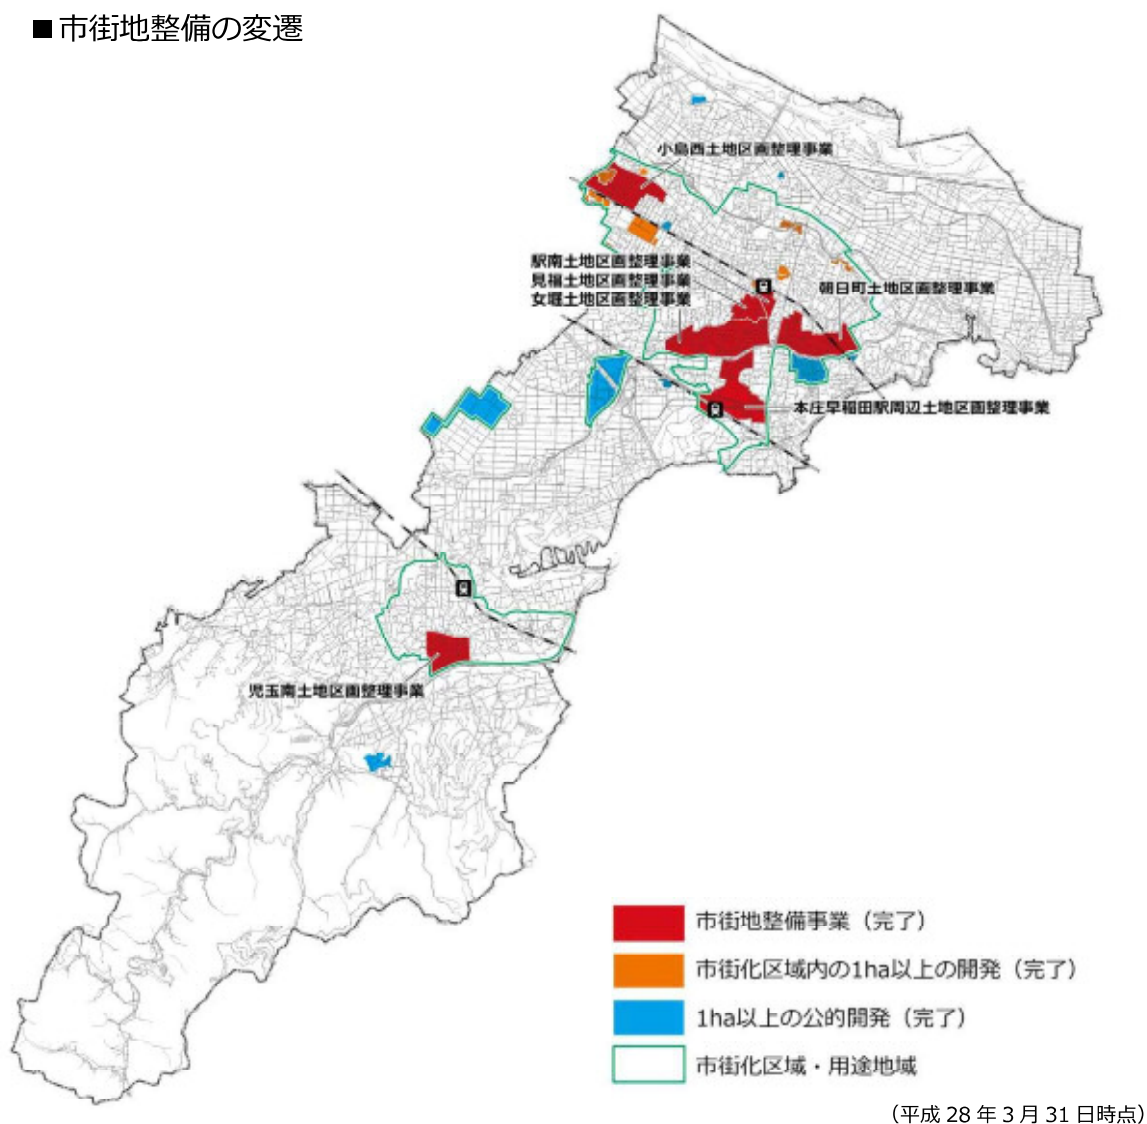 ■市街地整備の変遷
小島西土地区画整理事業
駅南土地区画整理事業
見福土地区画整理事業
女堀土地区画整理事業
朝日町土地区画整理事業
本庄早稲田駅周辺土地区画整理事業
児玉南土地区画整理事業
市街地整備事業（完了）
市街化区域内の1ha以上の開発（完了）
1ha以上の公的開発（完了）
市街化区域・用途地域
（平成 28 年 3 月 31 日時点）